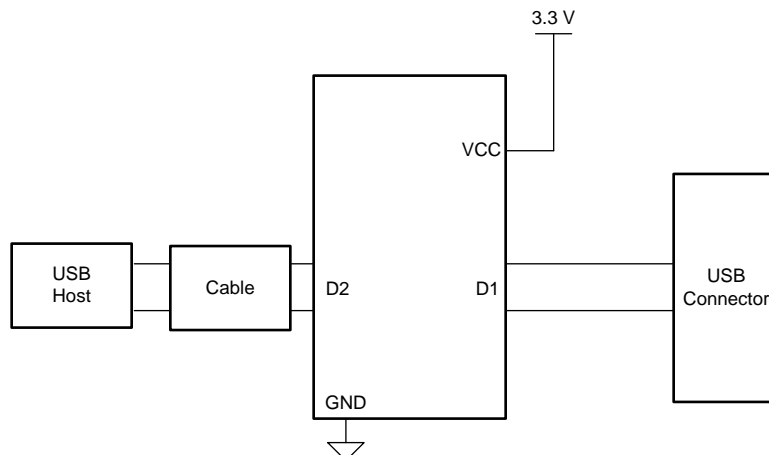 3.3 V
VCC
USB
Host
Cable
D2
D1
USB
Connector
GND